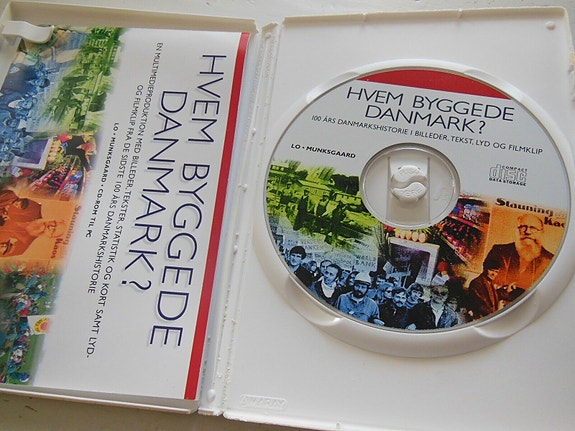 HVEM BYGGEDE
DANMARK?
EN MULTIMEDIEPRODUKTION MED BILLEDER, TEKSTER, STATISTIK OG KORT SAMT LYD-
OG FILMKLIP FRA DE SIDSTE 100 ÅRS DANMARKSHISTORIE
LO • MUNKSGAARD • CD-ROM TIL PC
HVEM BYGGEDE
DANMARK?
100 ÅRS DANMARKSHISTORIE I BILLEDER, TEKST, LYD OG FILMKLIP
LO • MUNKSGAARD
COMPACT
disc
DATA STORAGE
Stauning
WORLD
BANK